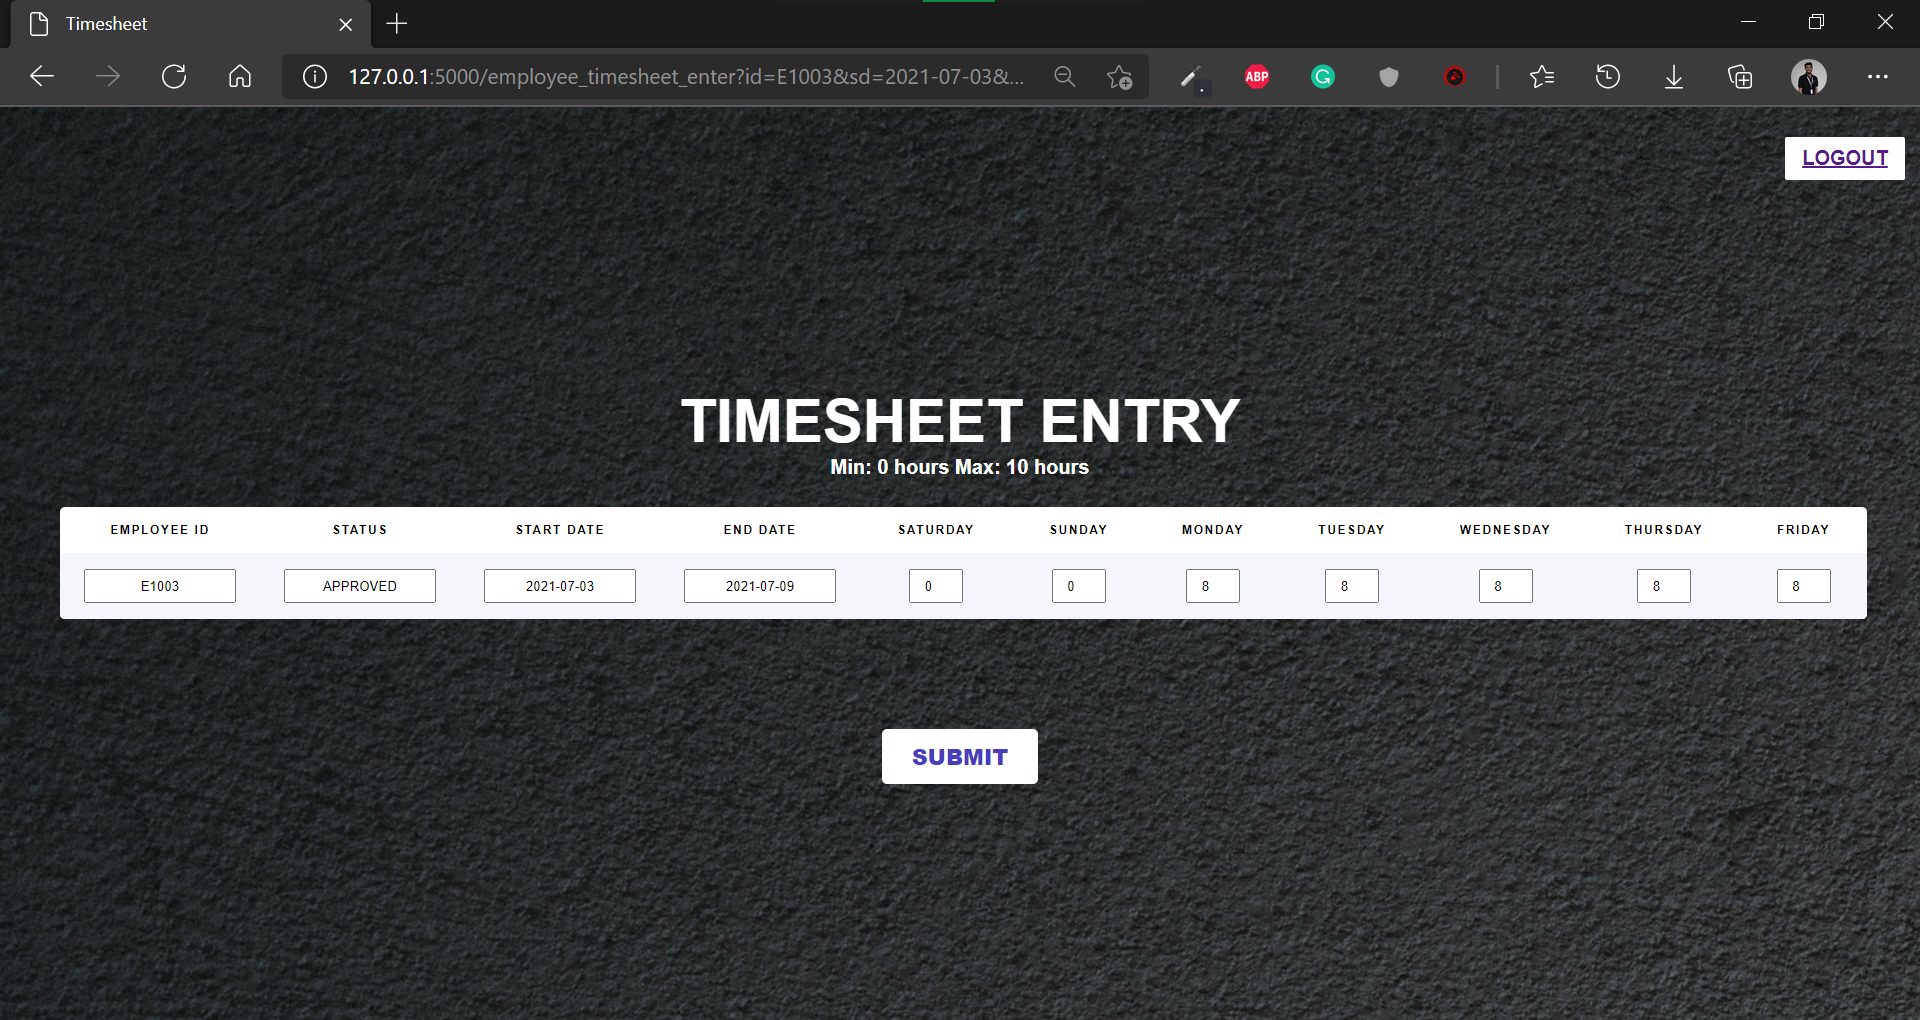 Timesheet
127.0.0.1:5000/employee_timesheet_enter?id=E1003&sd=2021-07-03&...
ABP
G
LOGOUT
TIMESHEET ENTRY
Min: 0 hours Max: 10 hours
EMPLOYEE ID STATUS START DATE END DATE SATURDAY SUNDAY MONDAY TUESDAY WEDNESDAY THURSDAY FRIDAY
E1003 APPROVED 2021-07-03 2021-07-09 0 0 8 8 8 8 8
SUBMIT